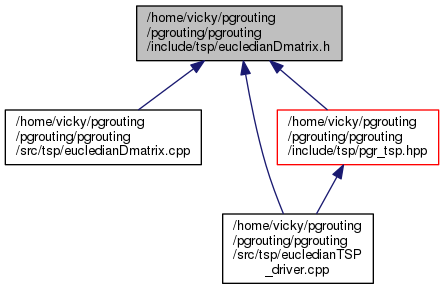 /home/vicky/pgrouting
/pgrouting/pgrouting
/include/tsp/eucledianDmatrix.h
/home/vicky/pgrouting
/pgrouting/pgrouting
/src/tsp/eucledianDmatrix.cpp
/home/vicky/pgrouting
/pgrouting/pgrouting
/include/tsp/pgr_tsp.hpp
/home/vicky/pgrouting
/pgrouting/pgrouting
/src/tsp/eucledianTSP
_driver.cpp